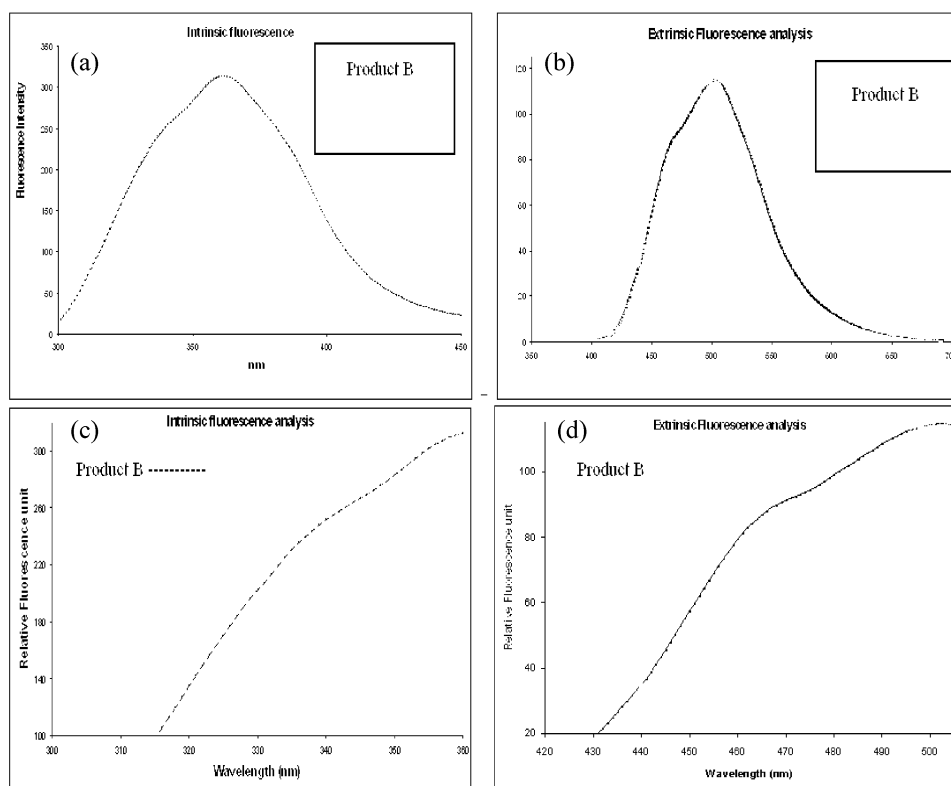 Intrinsic fluorescence
(a)
Product B
Fluorescence Intensity
350
300
250
200
150
100
50
0
300 350 400 450
nm
Extrinsic Fluorescence analysis
(b)
Product B
120
100
80
60
40
20
0
350 400 450 500 550 600 650
Intrinsic fluorescence analysis
(c)
Product B
Relative Fluorescence unit
300
260
220
180
140
100
300 310 320 330 340 350 360
Wavelength (nm)
Extrinsic Fluorescence analysis
(d)
Product B
Relative Fluorescence unit
100
80
60
40
20
420 430 440 450 460 470 480 490 500
Wavelength (nm)